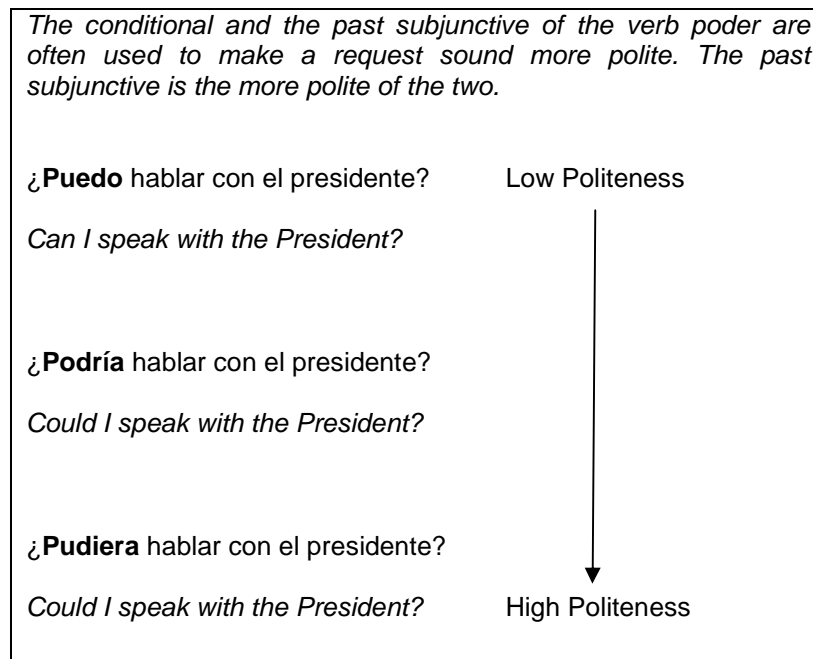 The conditional and the past subjunctive of the verb poder are
often used to make a request sound more polite. The past
subjunctive is the more polite of the two.
¿Puedo hablar con el presidente? Low Politeness
Can I speak with the President?
¿Podría hablar con el presidente?
Could I speak with the President?
¿Pudiera hablar con el presidente?
Could I speak with the President? High Politeness